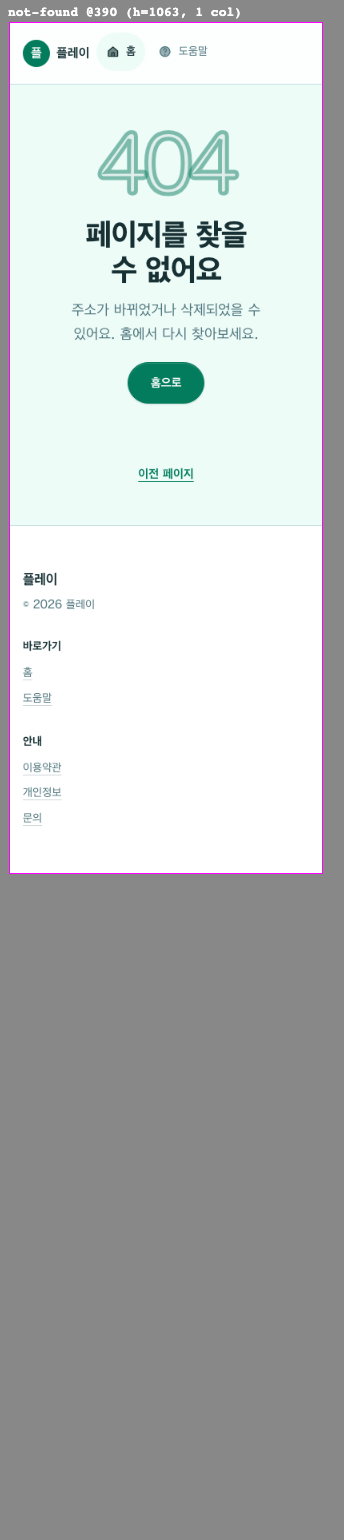 not-found @390 (h=1063, 1 col)
플 플레이 홈 도움말
404
페이지를 찾을
수 없어요
주소가 바뀌었거나 삭제되었을 수
있어요. 홈에서 다시 찾아보세요.
홈으로
이전 페이지
플레이
© 2026 플레이
바로가기
홈
도움말
안내
이용약관
개인정보
문의